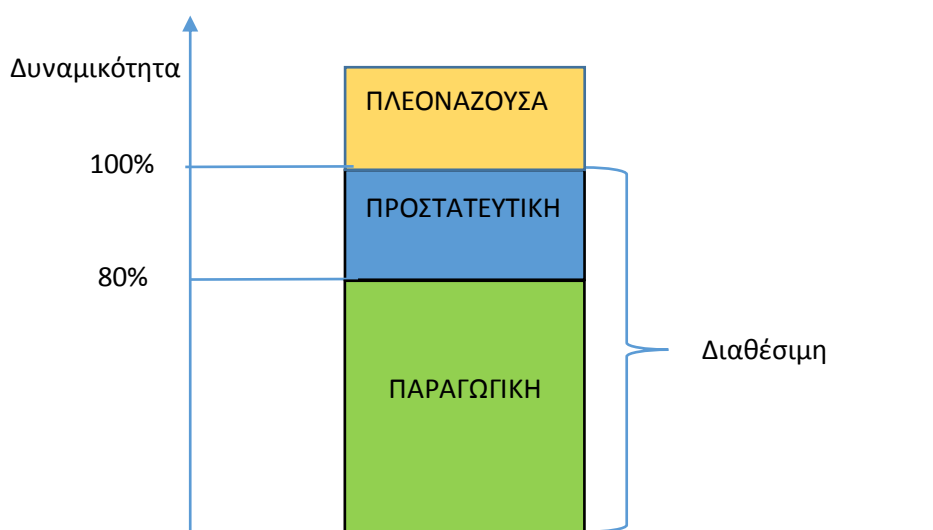 Δυναμικότητα
ΠΛΕΟΝΑΖΟΥΣΑ
100%
ΠΡΟΣΤΑΤΕΥΤΙΚΗ
80%
Διαθέσιμη
ΠΑΡΑΓΩΓΙΚΗ